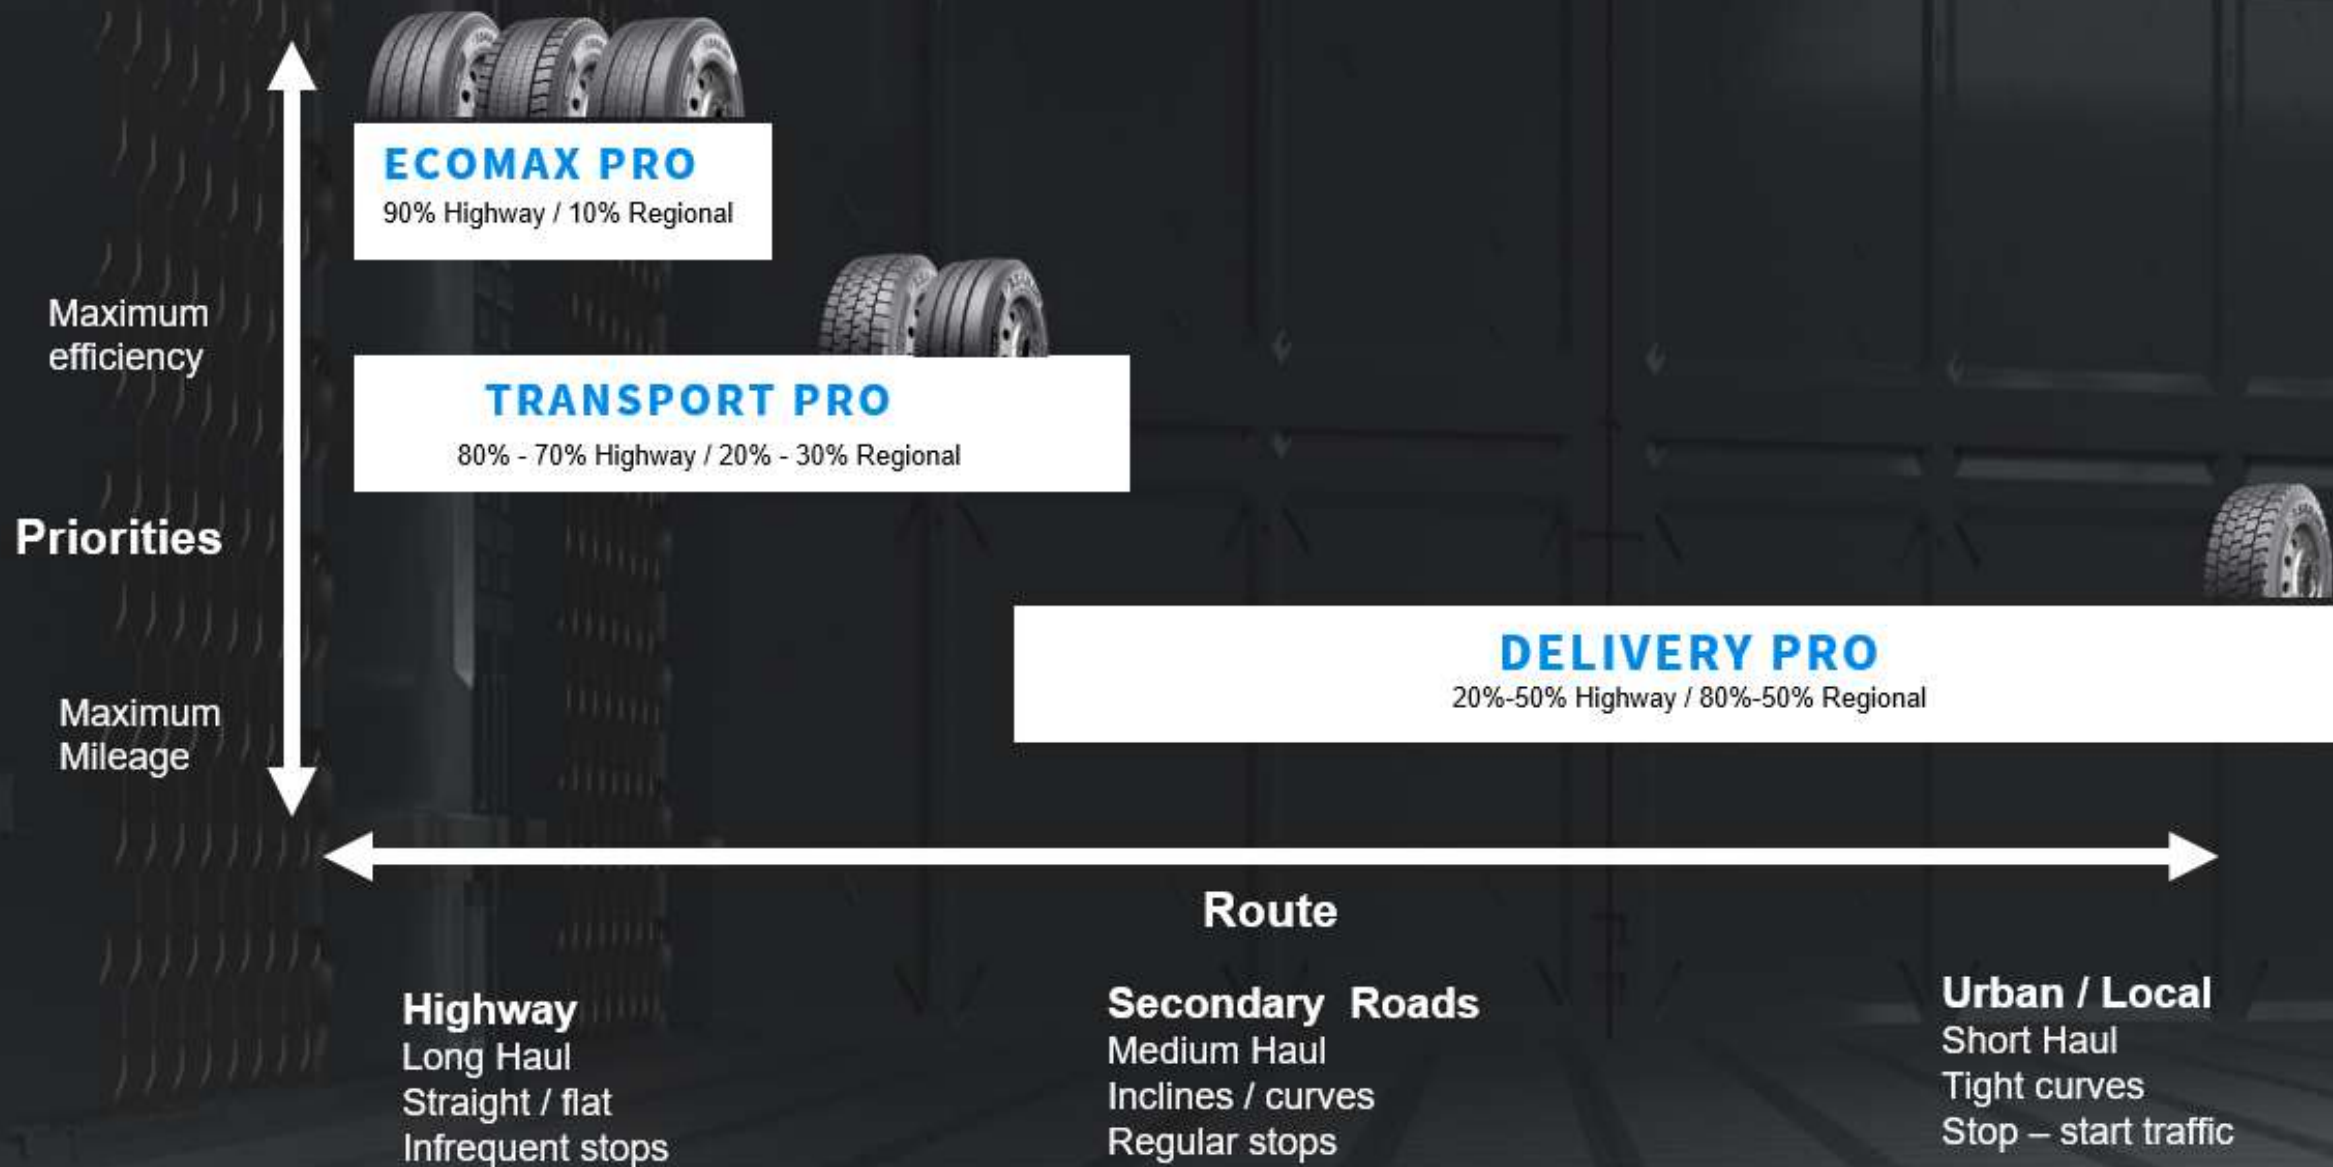 ECOMAX PRO
90% Highway / 10% Regional
Maximum
efficiency
TRANSPORT PRO
80% - 70% Highway / 20% - 30% Regional
Priorities
DELIVERY PRO
20%-50% Highway / 80%-50% Regional
Maximum
Mileage
Route
Highway
Long Haul
Straight / flat
Infrequent stops
Secondary Roads
Medium Haul
Inclines / curves
Regular stops
Urban / Local
Short Haul
Tight curves
Stop – start traffic